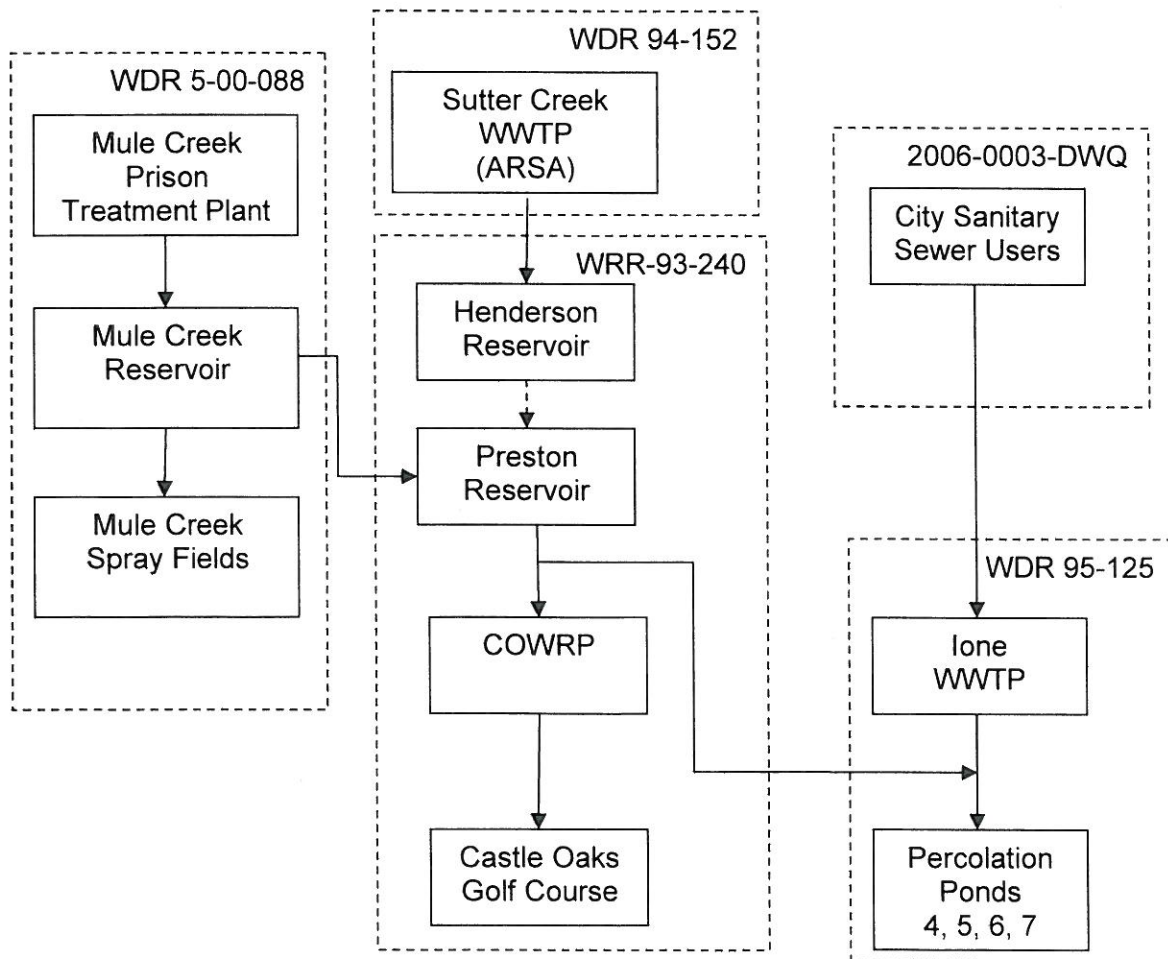 WDR 5-00-088
Mule Creek
Prison
Treatment Plant
Mule Creek
Reservoir
Mule Creek
Spray Fields
WDR 94-152
Sutter Creek
WWTP
(ARSA)
WRR-93-240
Henderson
Reservoir
Preston
Reservoir
COWRP
Castle Oaks
Golf Course
2006-0003-DWQ
City Sanitary
Sewer Users
WDR 95-125
Ione
WWTP
Percolation
Ponds
4, 5, 6, 7